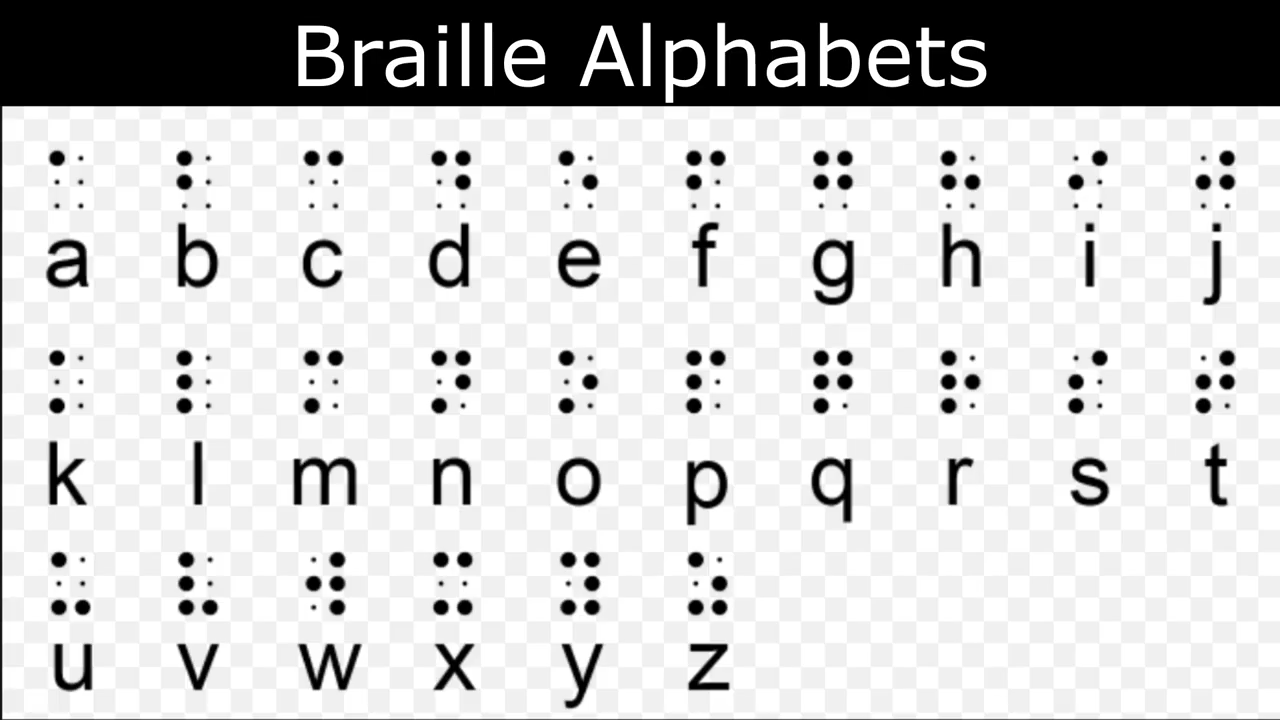 Braille Alphabets
⠁ ⠃ ⠉ ⠙ ⠑ ⠋ ⠛ ⠓ ⠊ ⠚
a b c d e f g h i j
⠅ ⠇ ⠍ ⠝ ⠕ ⠏ ⠟ ⠗ ⠎ ⠞
k l m n o p q r s t
⠥ ⠧ ⠺ ⠭ ⠽ ⠵
u v w x y z